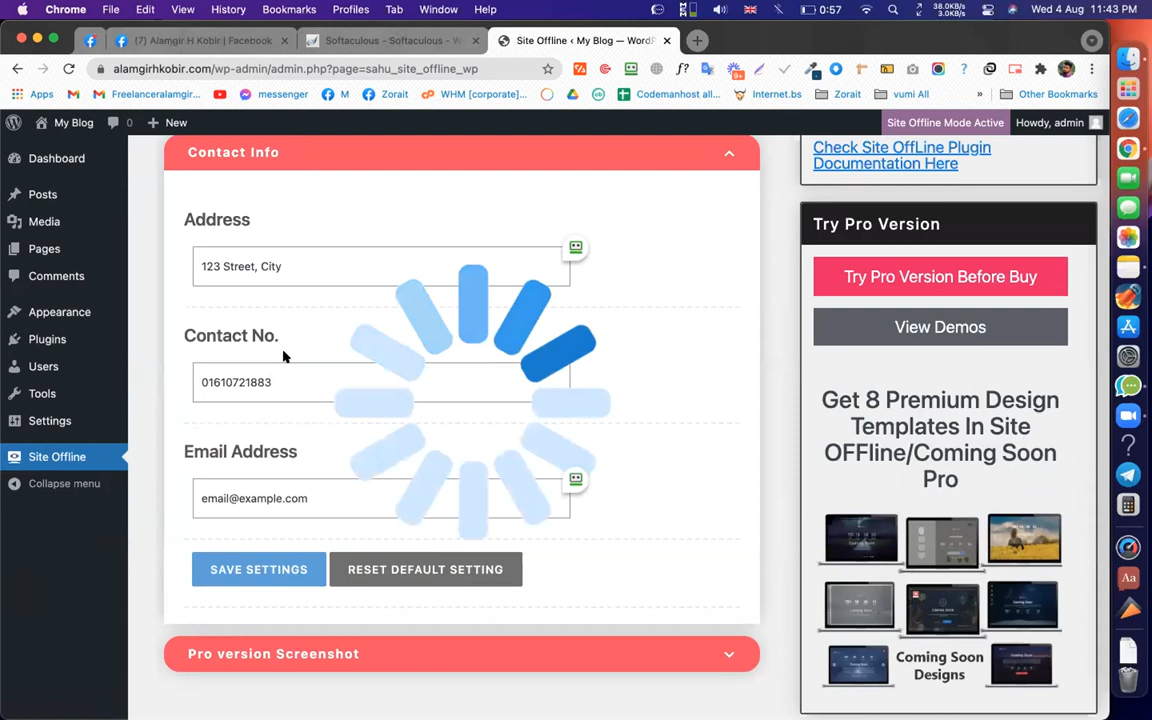 Chrome File Edit View History Bookmarks Profiles Tab Window Help 0:57 38.0KB/s 3.0KB/s Wed 4 Aug 11:43 PM
(7) Alamgir H Kobir | Facebook Softaculous - Softaculous - W Site Offline ‹ My Blog — WordP
alamgirhkobir.com/wp-admin/admin.php?page=sahu_site_offline_wp
Apps Freelanceralamgir... messenger M Zorait WHM [corporate]... Codemanhost all... Internet.bs Zorait vumi All » Other Bookmarks
My Blog 0 New Site Offline Mode Active Howdy, admin
Dashboard
Posts
Media
Pages
Comments
Appearance
Plugins
Users
Tools
Settings
Site Offline
Collapse menu
Contact Info
Address
123 Street, City
Contact No.
01610721883
Email Address
email@example.com
SAVE SETTINGS RESET DEFAULT SETTING
Pro version Screenshot
Check Site OffLine Plugin
Documentation Here
Try Pro Version
Try Pro Version Before Buy
View Demos
Get 8 Premium Design
Templates In Site
OFFline/Coming Soon
Pro
Coming Soon
Designs